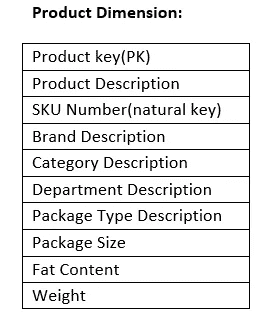 Product Dimension:
Product key(PK)
Product Description
SKU Number(natural key)
Brand Description
Category Description
Department Description
Package Type Description
Package Size
Fat Content
Weight